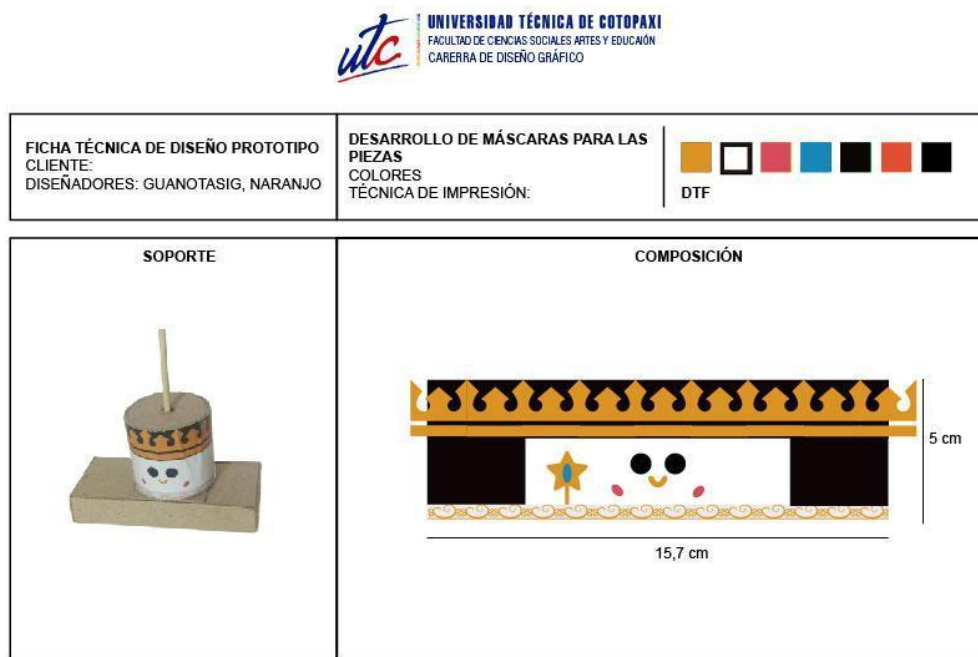 utc
UNIVERSIDAD TÉCNICA DE COTOPAXI
FACULTAD DE CIENCIAS SOCIALES ARTES Y EDUCAIÓN
CARERRA DE DISEÑO GRÁFICO
FICHA TÉCNICA DE DISEÑO PROTOTIPO
CLIENTE:
DISEÑADORES: GUANOTASIG, NARANJO
DESARROLLO DE MÁSCARAS PARA LAS
PIEZAS
COLORES
TÉCNICA DE IMPRESIÓN:
DTF
SOPORTE
COMPOSICIÓN
5 cm
15,7 cm